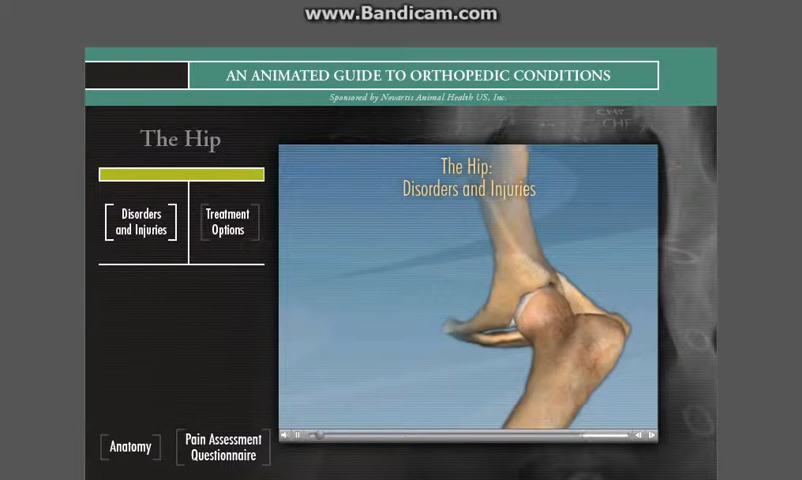 www.Bandicam.com
AN ANIMATED GUIDE TO ORTHOPEDIC CONDITIONS
Sponsored by Novartis Animal Health US, Inc.
The Hip
Disorders
and Injuries
Treatment
Options
The Hip:
Disorders and Injuries
Anatomy
Pain Assessment
Questionnaire